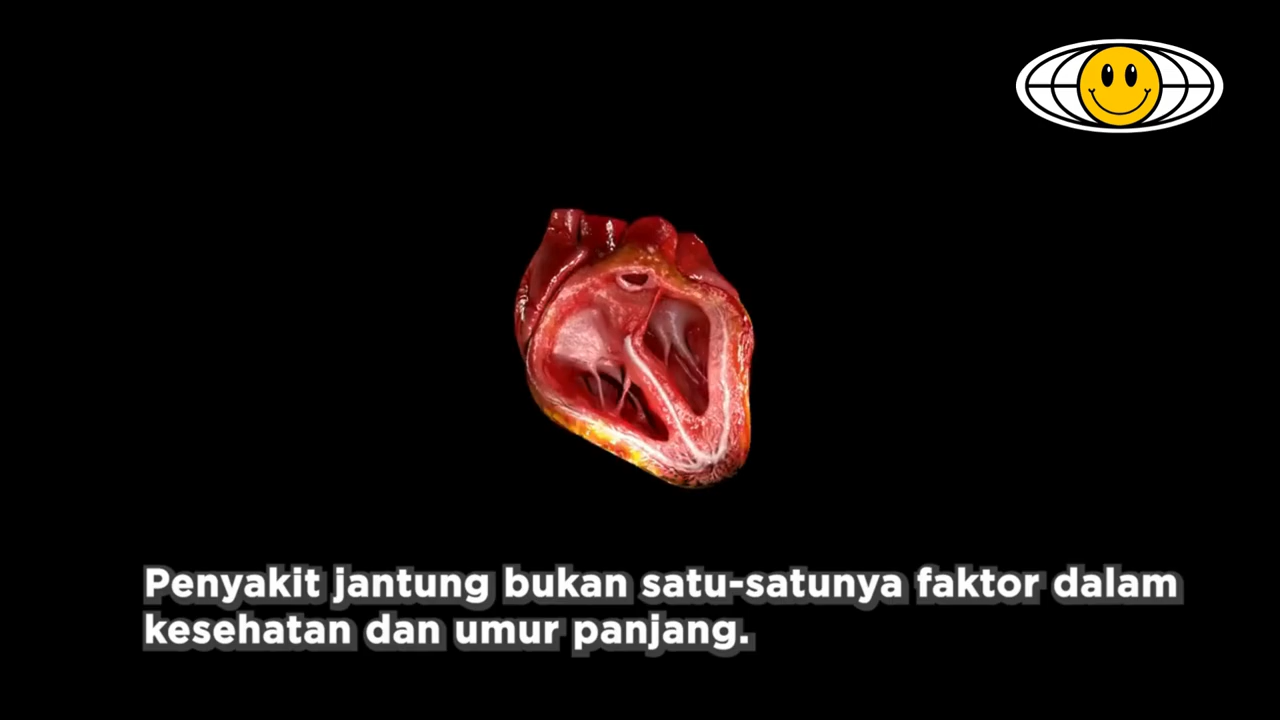 Penyakit jantung bukan satu-satunya faktor dalam
kesehatan dan umur panjang.